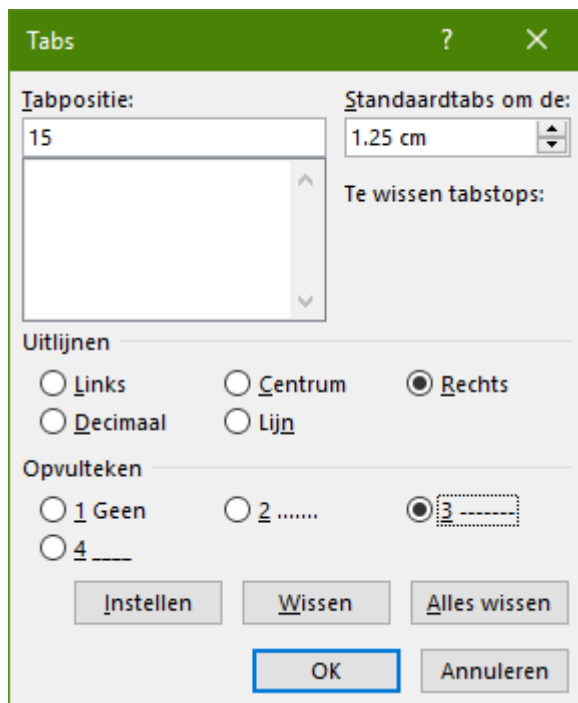 Tabs ?
Tabpositie: Standaardtabs om de:
15 1.25 cm
Te wissen tabstops:
Uitlijnen
Links Centrum Rechts
Decimaal Lijn
Opvulteken
1 Geen 2 ....... 3 -------
4 ____
Instellen Wissen Alles wissen
OK Annuleren